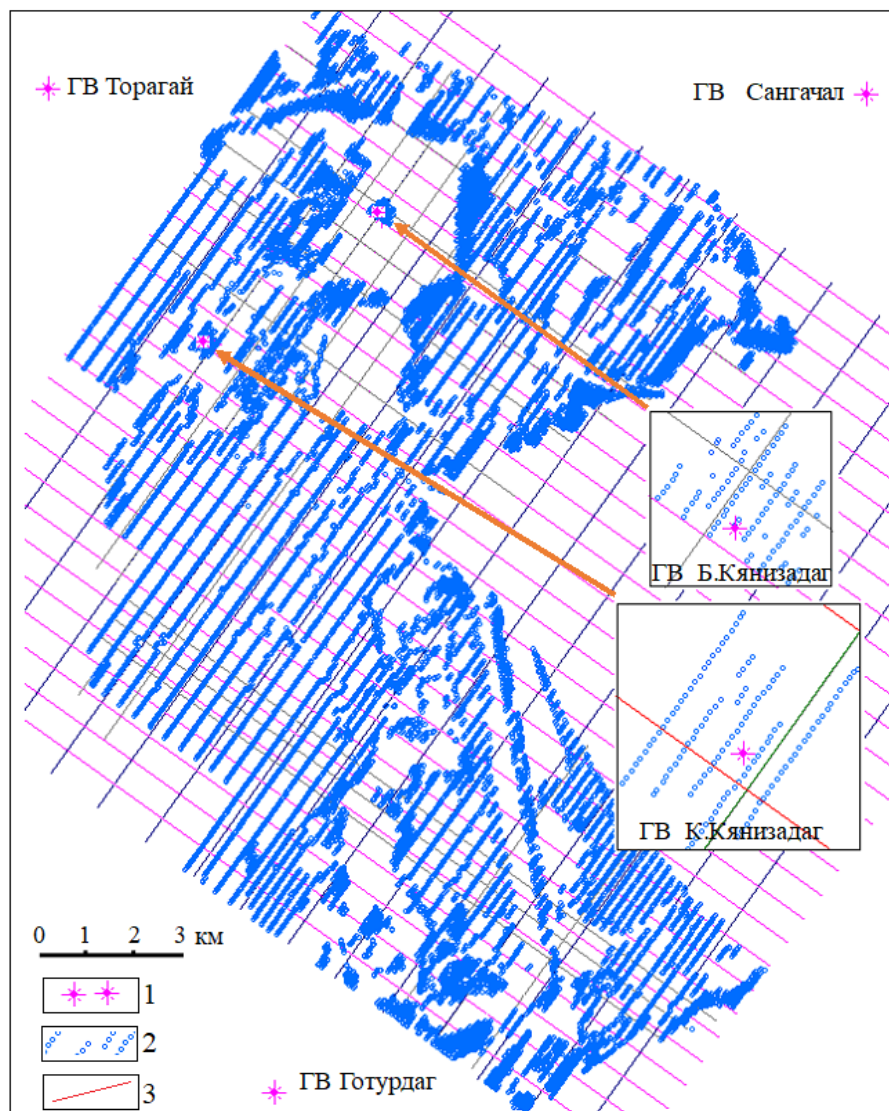 ГВ Торагай
ГВ Сангачал
ГВ Б.Кянизадаг
ГВ К.Кянизадаг
0 1 2 3 км
1
2
3
ГВ Готурдаг